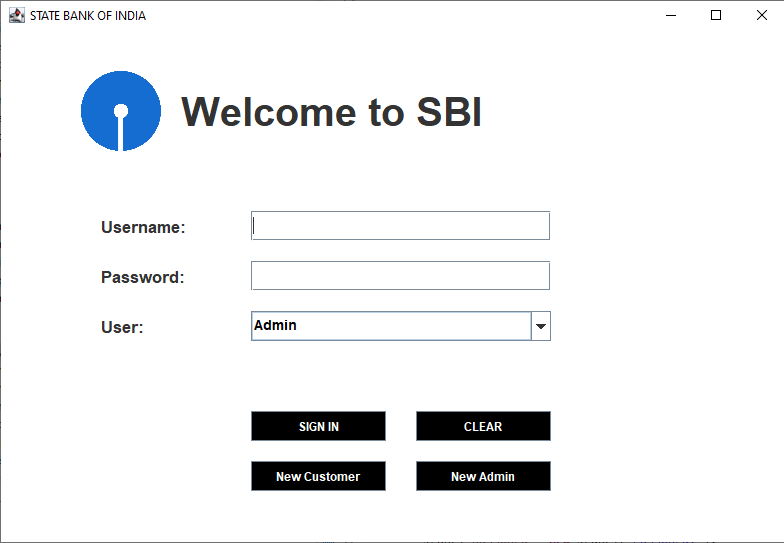 STATE BANK OF INDIA
Welcome to SBI
Username:
Password:
User:
Admin
SIGN IN
CLEAR
New Customer
New Admin